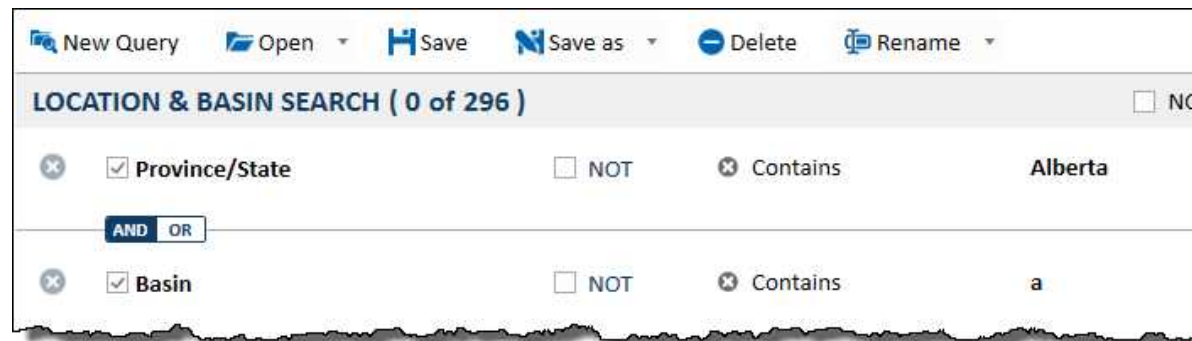 New Query Open Save Save as Delete Rename
LOCATION & BASIN SEARCH ( 0 of 296 )
Province/State NOT Contains Alberta
AND OR
Basin NOT Contains a